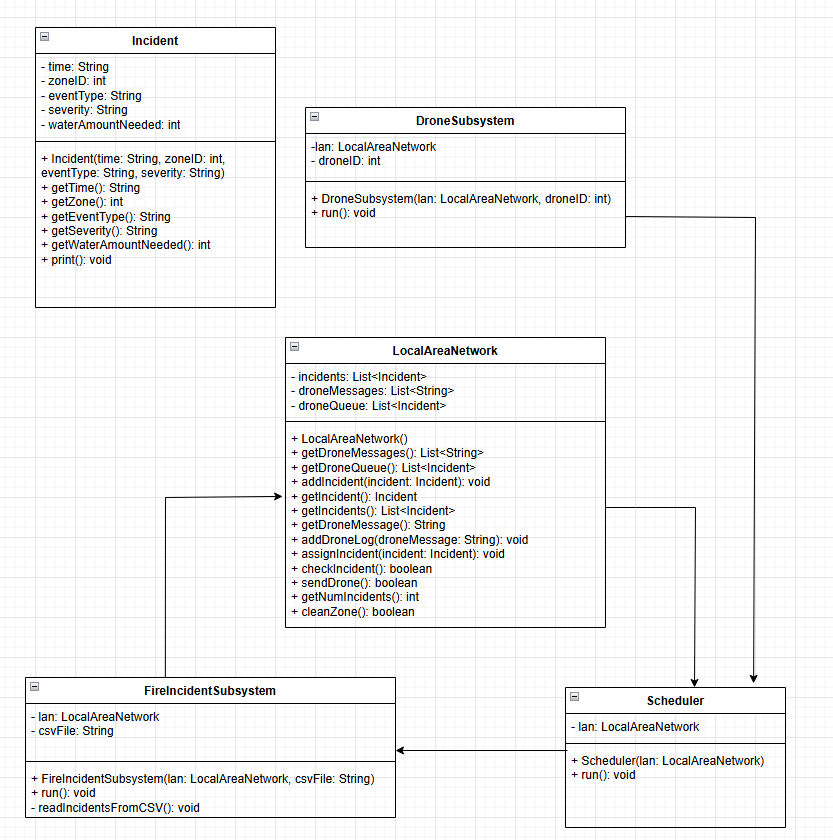 Incident
- time: String
- zoneID: int
- eventType: String
- severity: String
- waterAmountNeeded: int
+ Incident(time: String, zoneID: int,
eventType: String, severity: String)
+ getTime(): String
+ getZone(): int
+ getEventType(): String
+ getSeverity(): String
+ getWaterAmountNeeded(): int
+ print(): void
DroneSubsystem
-lan: LocalAreaNetwork
- droneID: int
+ DroneSubsystem(lan: LocalAreaNetwork, droneID: int)
+ run(): void
LocalAreaNetwork
- incidents: List<Incident>
- droneMessages: List<String>
- droneQueue: List<Incident>
+ LocalAreaNetwork()
+ getDroneMessages(): List<String>
+ getDroneQueue(): List<Incident>
+ addIncident(incident: Incident): void
+ getIncident(): Incident
+ getIncidents(): List<Incident>
+ getDroneMessage(): String
+ addDroneLog(droneMessage: String): void
+ assignIncident(incident: Incident): void
+ checkIncident(): boolean
+ sendDrone(): boolean
+ getNumIncidents(): int
+ cleanZone(): boolean
FireIncidentSubsystem
- lan: LocalAreaNetwork
- csvFile: String
+ FireIncidentSubsystem(lan: LocalAreaNetwork, csvFile: String)
+ run(): void
- readIncidentsFromCSV(): void
Scheduler
- lan: LocalAreaNetwork
+ Scheduler(lan: LocalAreaNetwork)
+ run(): void